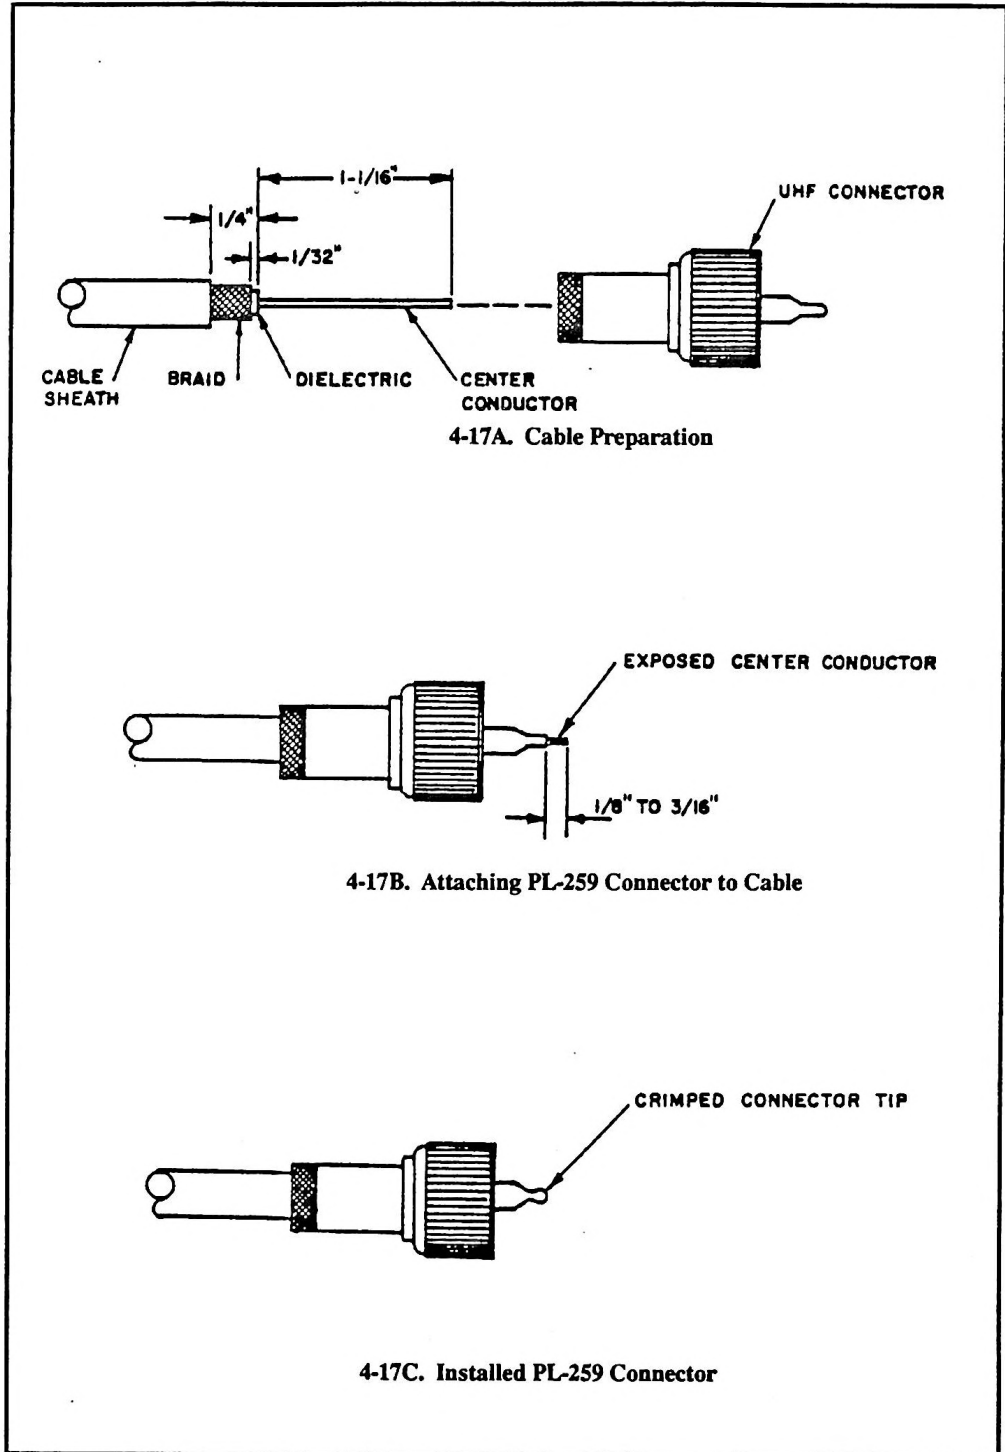 1-1/16"
UHF CONNECTOR
1/4"
1/32"
CABLE
SHEATH
BRAID
DIELECTRIC
CENTER
CONDUCTOR
4-17A. Cable Preparation
EXPOSED CENTER CONDUCTOR
1/8" TO 3/16"
4-17B. Attaching PL-259 Connector to Cable
CRIMPED CONNECTOR TIP
4-17C. Installed PL-259 Connector